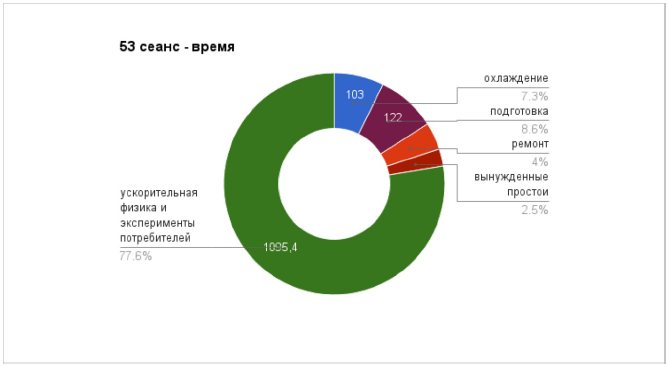 53 сеанс - время
103
122
1095,4
охлаждение
7.3%
подготовка
8.6%
ремонт
4%
вынужденные
простои
2.5%
ускорительная
физика и
эксперименты
потребителей
77.6%